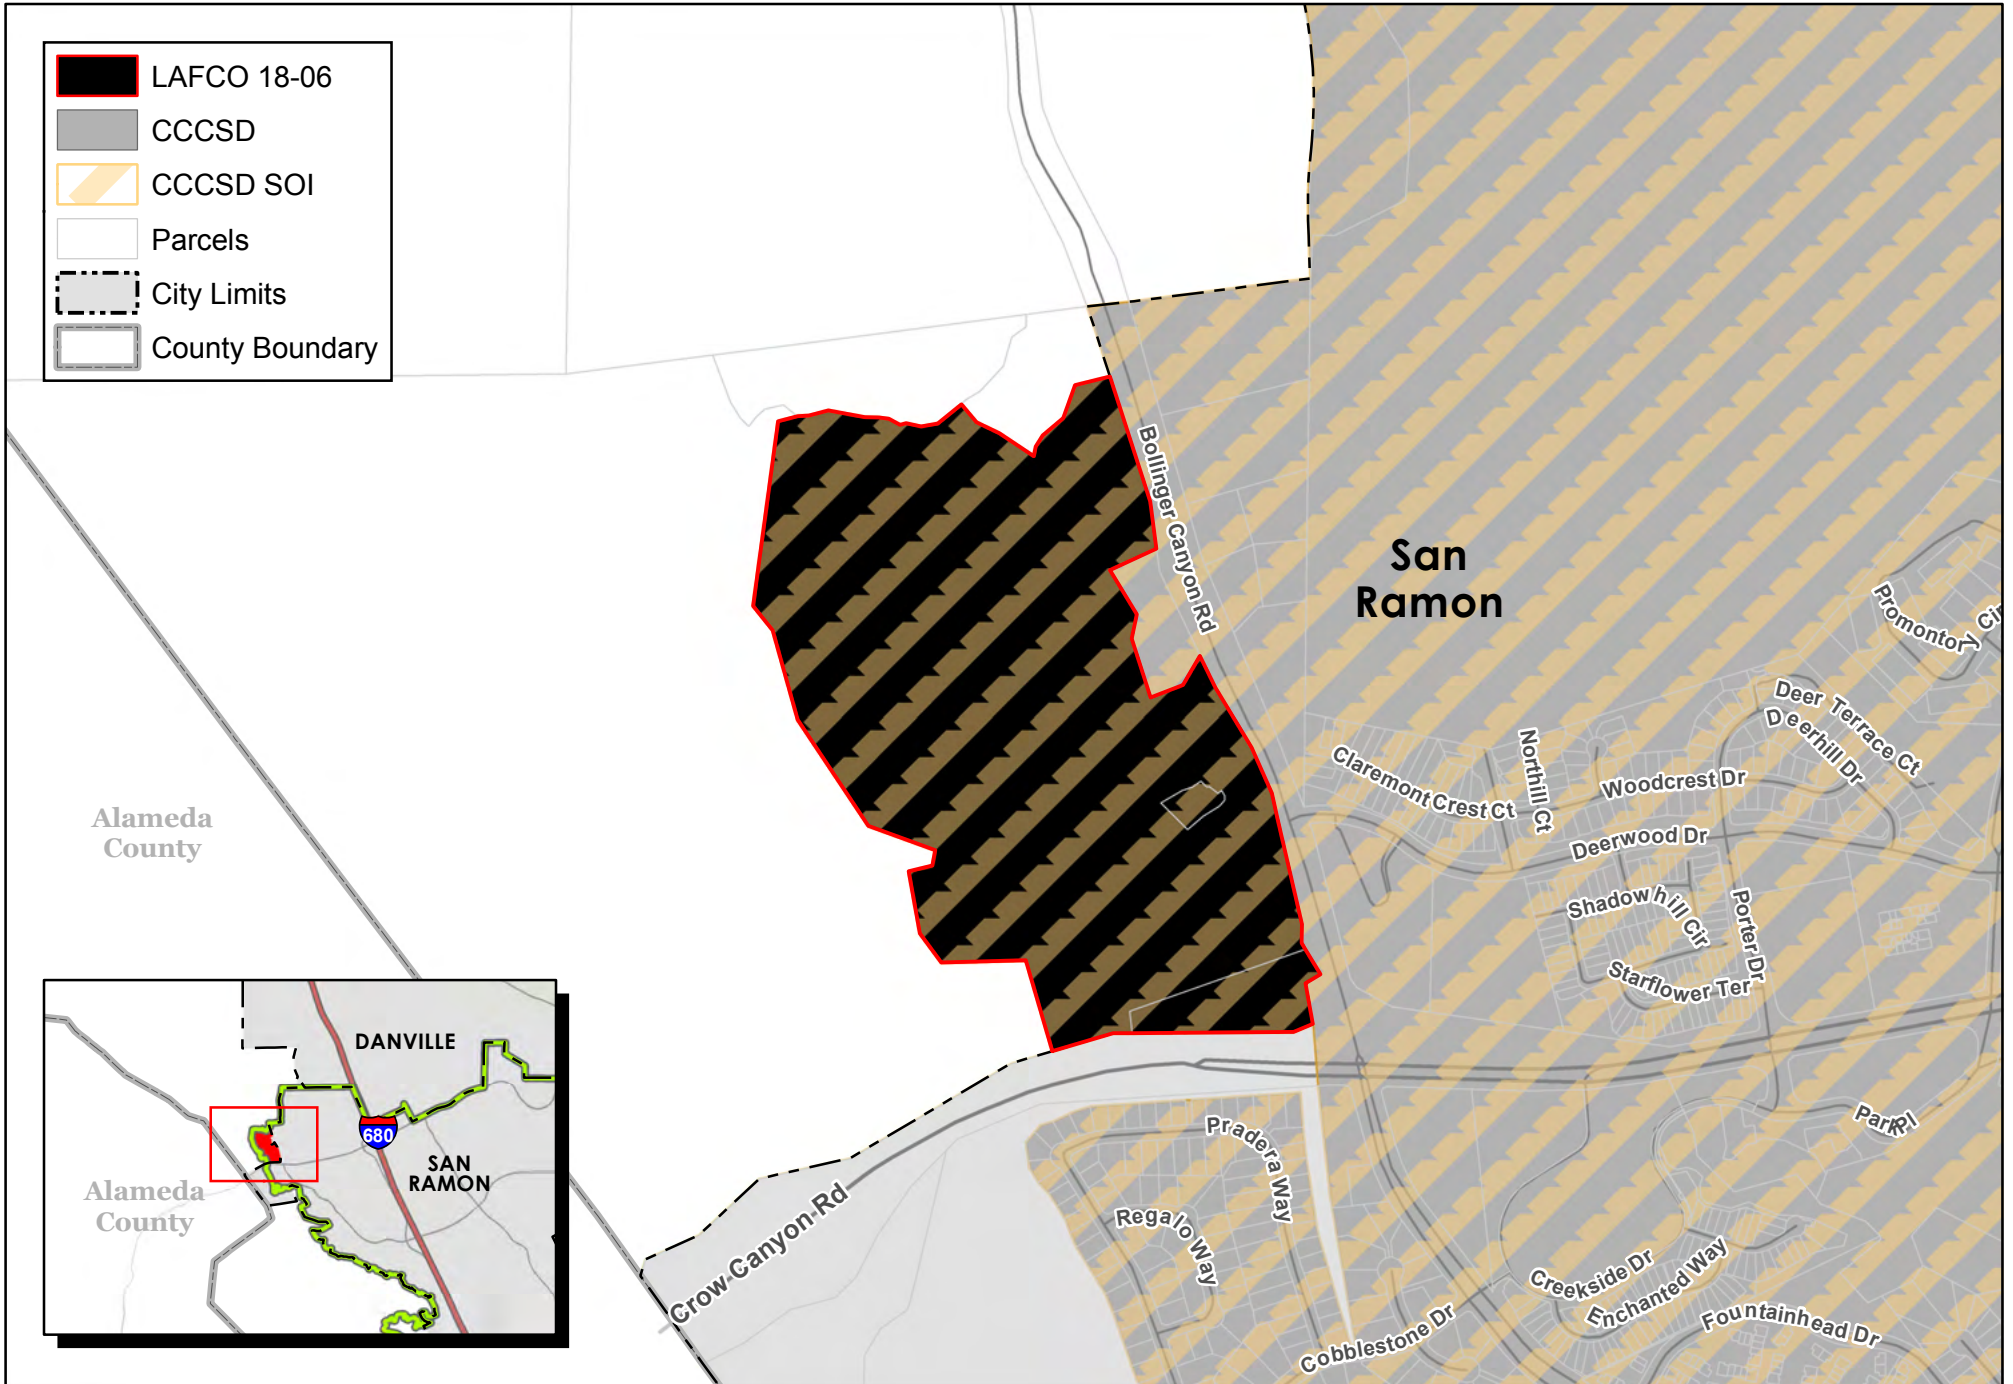 LAFCO 18-06
CCCSD
CCCSD SOI
Parcels
City Limits
County Boundary
Bollinger Canyon Rd
San
Ramon
Promontory Cir
Deer Terrace Ct
Deerhill Dr
Northill Ct
Woodcrest Dr
Claremont Crest Ct
Deerwood Dr
Shadowhill Cir
Porter Dr
Starflower Ter
Alameda
County
Park Pl
Pradera Way
Regalo Way
Crow Canyon Rd
Creekside Dr
Enchanted Way
Fountainhead Dr
Cobblestone Dr
DANVILLE
680
SAN
RAMON
Alameda
County